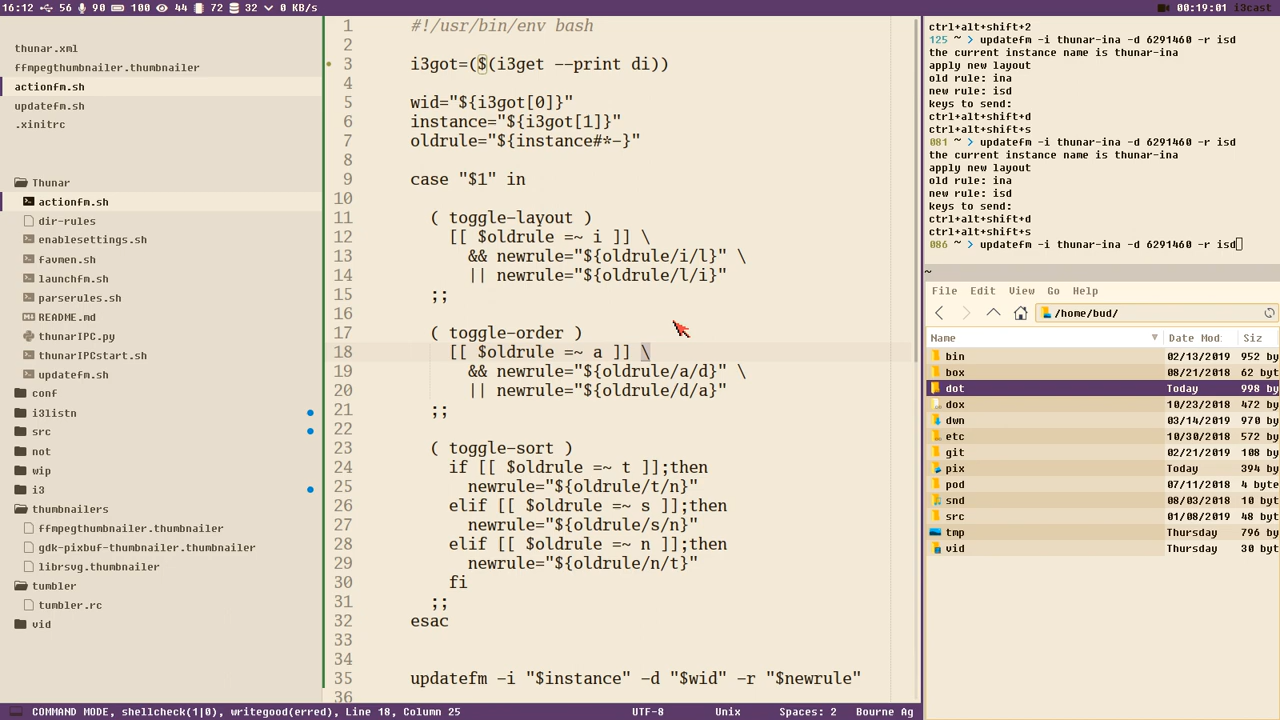 16:12 56 90 100 44 72 32 0 KB/s
00:19:01 i3cast
thunar.xml
ffmpegthumbnailer.thumbnailer
actionfm.sh
updatefm.sh
.xinitrc
Thunar
actionfm.sh
dir-rules
enablesettings.sh
favmen.sh
launchfm.sh
parserules.sh
README.md
thunarIPC.py
thunarIPCstart.sh
updatefm.sh
conf
i3listn
src
not
wip
i3
thumbnailers
ffmpegthumbnailer.thumbnailer
gdk-pixbuf-thumbnailer.thumbnailer
librsvg.thumbnailer
tumbler
tumbler.rc
vid
1 #!/usr/bin/env bash
2
3 i3got=($(i3get --print di))
4
5 wid="${i3got[0]}"
6 instance="${i3got[1]}"
7 oldrule="${instance#*-}"
8
9 case "$1" in
10
11 ( toggle-layout )
12 [[ $oldrule =~ i ]] \
13 && newrule="${oldrule/i/l}" \
14 || newrule="${oldrule/l/i}"
15 ;;
16
17 ( toggle-order )
18 [[ $oldrule =~ a ]] \
19 && newrule="${oldrule/a/d}" \
20 || newrule="${oldrule/d/a}"
21 ;;
22
23 ( toggle-sort )
24 if [[ $oldrule =~ t ]];then
25 newrule="${oldrule/t/n}"
26 elif [[ $oldrule =~ s ]];then
27 newrule="${oldrule/s/n}"
28 elif [[ $oldrule =~ n ]];then
29 newrule="${oldrule/n/t}"
30 fi
31 ;;
32 esac
33
34
35 updatefm -i "$instance" -d "$wid" -r "$newrule"
36
ctrl+alt+shift+2
125 ~ > updatefm -i thunar-ina -d 6291460 -r isd
the current instance name is thunar-ina
apply new layout
old rule: ina
new rule: isd
keys to send:
ctrl+alt+shift+d
ctrl+alt+shift+s
081 ~ > updatefm -i thunar-ina -d 6291460 -r isd
the current instance name is thunar-ina
apply new layout
old rule: ina
new rule: isd
keys to send:
ctrl+alt+shift+d
ctrl+alt+shift+s
086 ~ > updatefm -i thunar-ina -d 6291460 -r isd
~
File Edit View Go Help
/home/bud/
Name Date Mod: Siz
bin 02/13/2019 952 by
box 08/21/2018 62 byt
dot Today 998 by
dox 10/23/2018 472 by
dwn 03/14/2019 970 by
etc 10/30/2018 572 by
git 02/21/2019 108 by
pix Today 394 by
pod 07/11/2018 4 byte
snd 08/03/2018 10 byt
src 01/08/2019 48 byt
tmp Thursday 796 by
vid Thursday 30 byt
COMMAND MODE, shellcheck(1|0), writegood(erred), Line 18, Column 25 UTF-8 Unix Spaces: 2 Bourne Ag